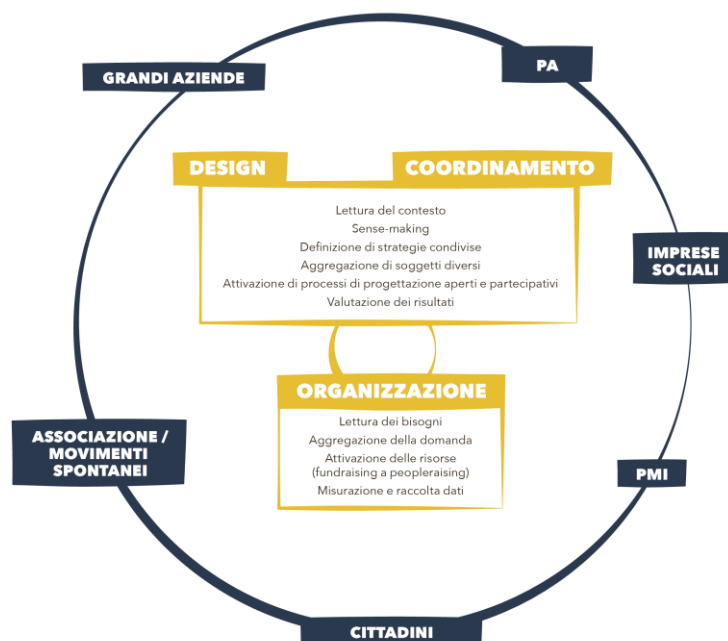 GRANDI AZIENDE
PA
DESIGN
COORDINAMENTO
Lettura del contesto
Sense-making
Definizione di strategie condivise
Aggregazione di soggetti diversi
Attivazione di processi di progettazione aperti e partecipativi
Valutazione dei risultati
IMPRESE
SOCIALI
ORGANIZZAZIONE
Lettura dei bisogni
Aggregazione della domanda
Attivazione delle risorse
(fundraising a peopleraising)
Misurazione e raccolta dati
ASSOCIAZIONE /
MOVIMENTI
SPONTANEI
PMI
CITTADINI